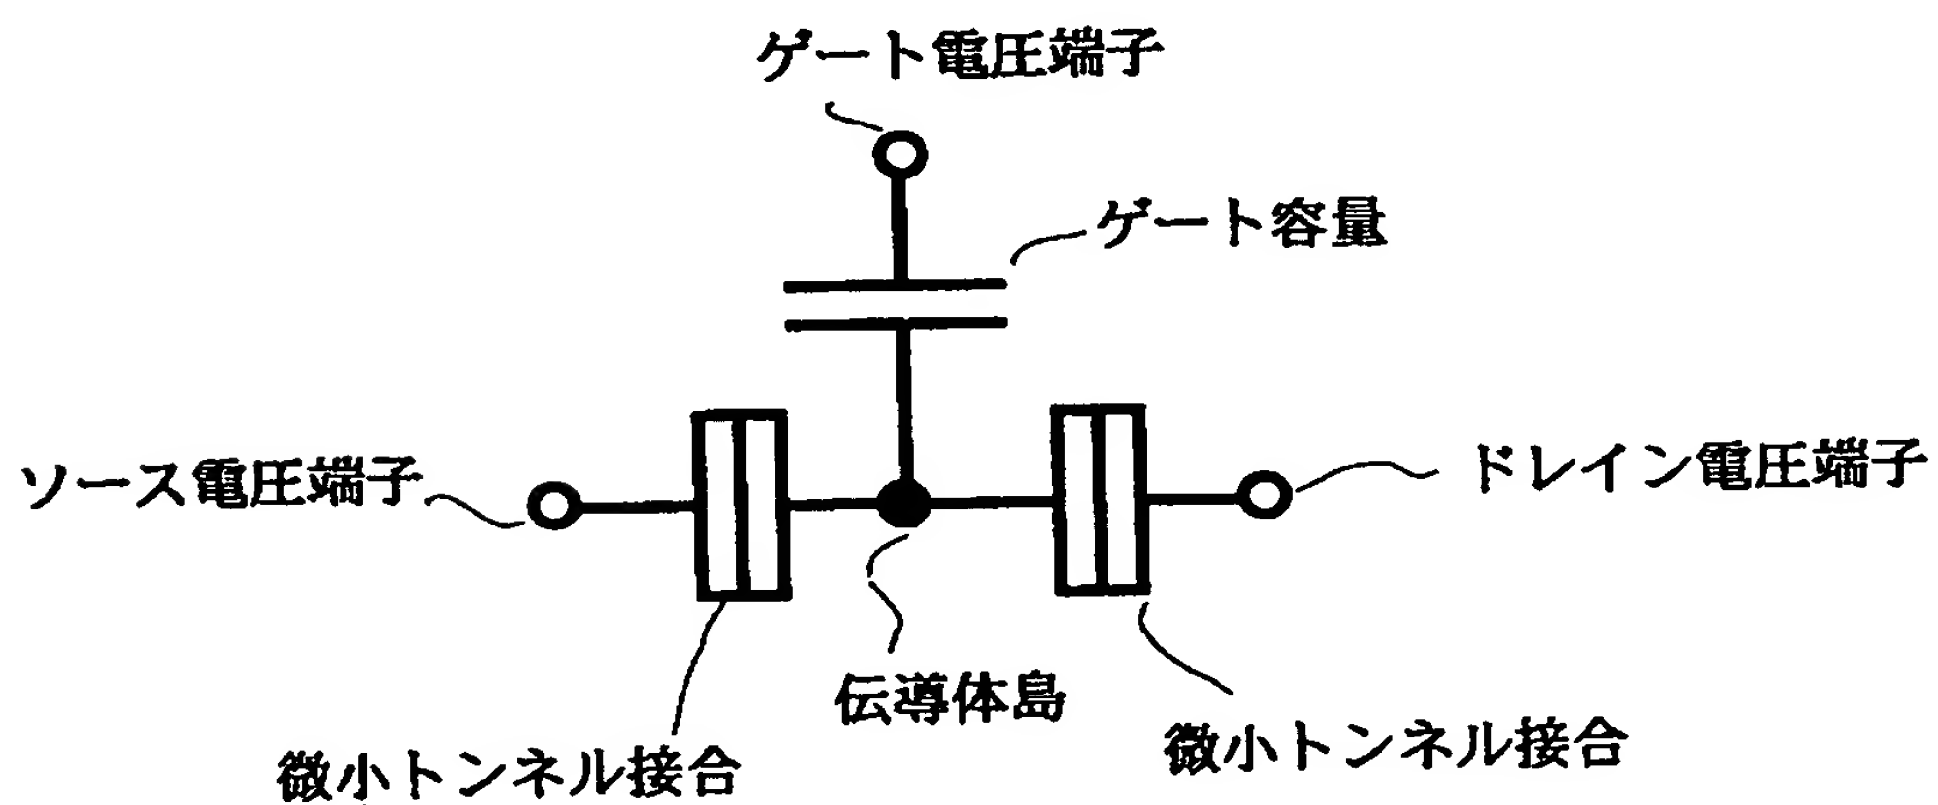 ゲート電圧端子
ゲート容量
ソース電圧端子
ドレイン電圧端子
伝導体島
微小トンネル接合
微小トンネル接合